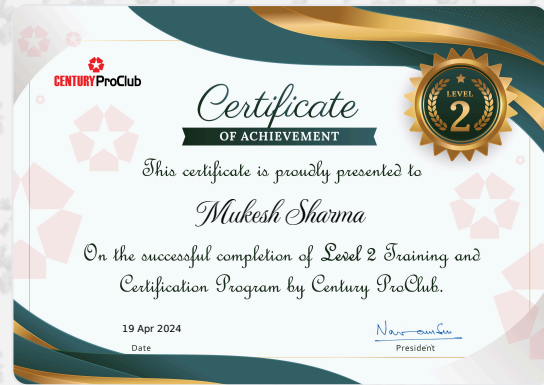 CENTURY ProClub
Certificate
OF ACHIEVEMENT
LEVEL
2
This certificate is proudly presented to
Mukesh Sharma
On the successful completion of Level 2 Training and
Certification Program by Century ProClub.
19 Apr 2024
Date
President